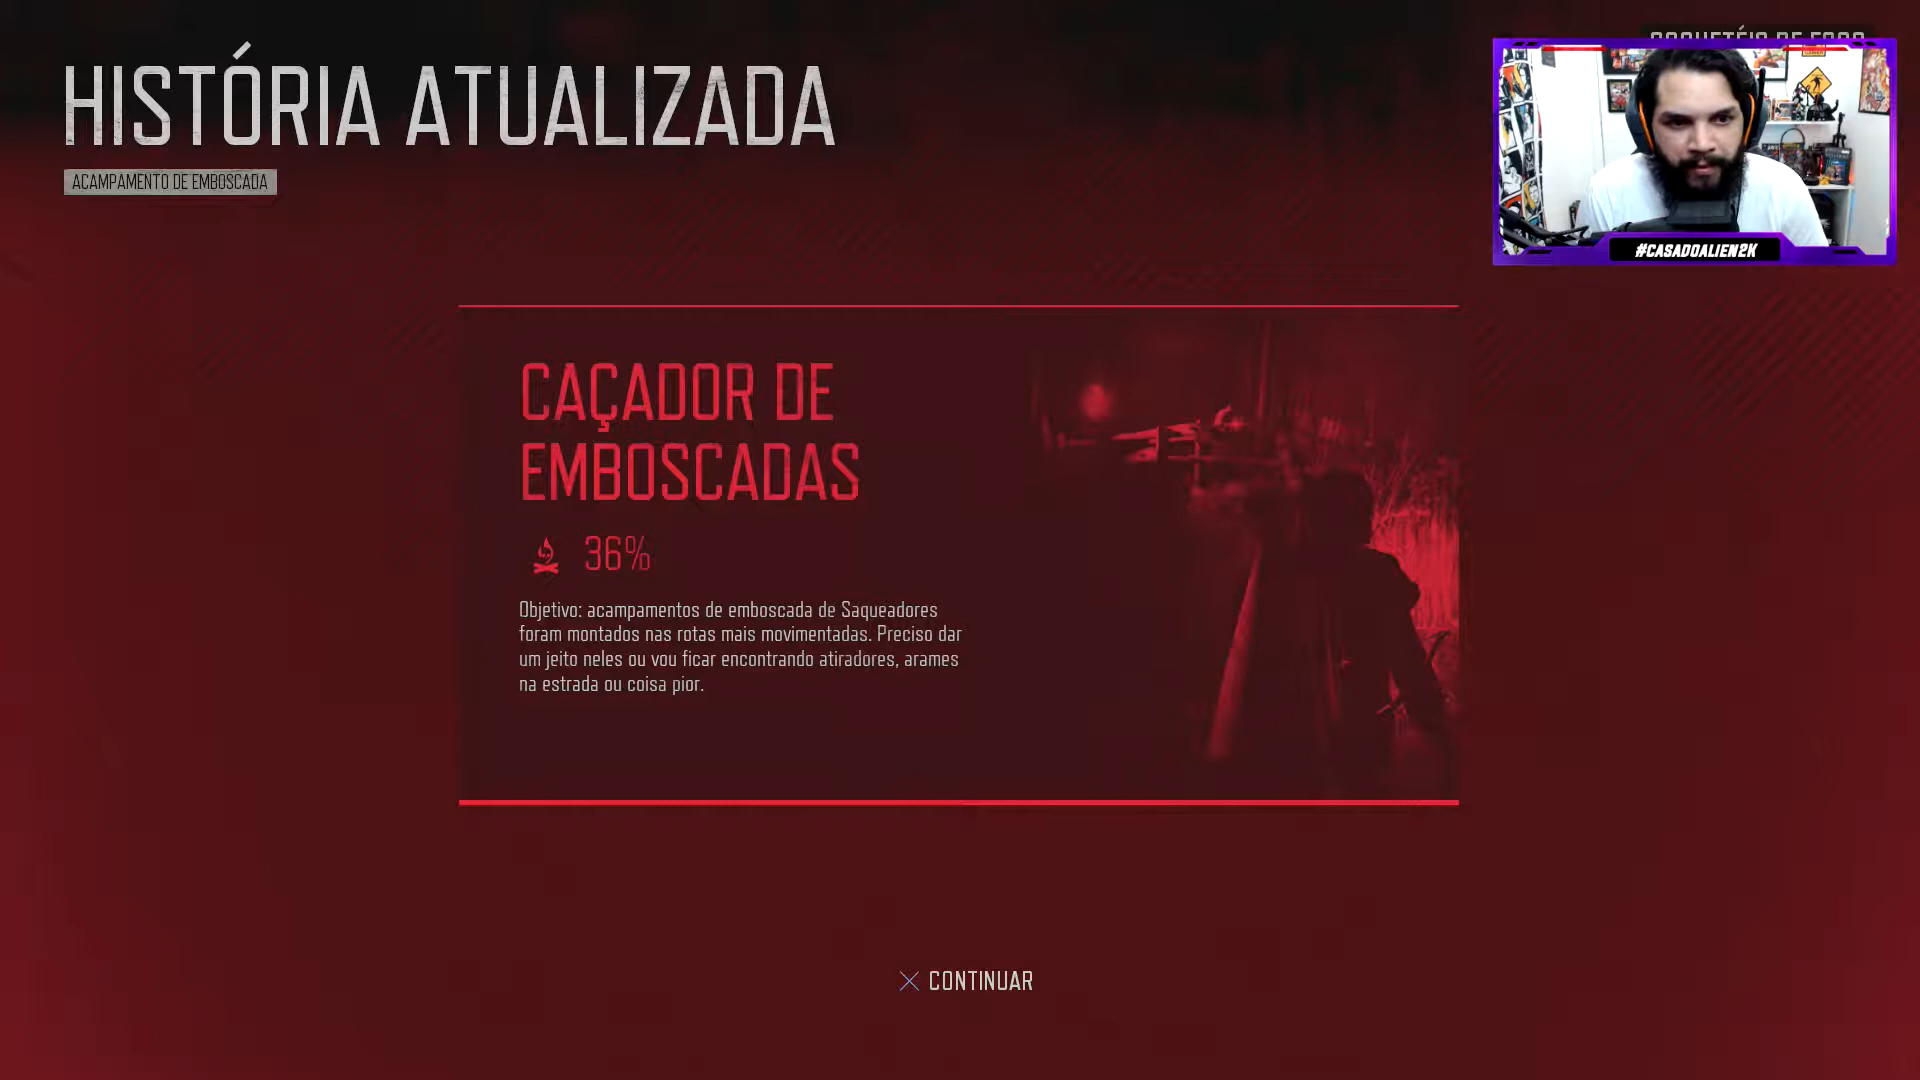 HISTÓRIA ATUALIZADA
ACAMPAMENTO DE EMBOSCADA
#CASADOALIEN2K
CAÇADOR DE
EMBOSCADAS
36%
Objetivo: acampamentos de emboscada de Saqueadores
foram montados nas rotas mais movimentadas. Preciso dar
um jeito neles ou vou ficar encontrando atiradores, arames
na estrada ou coisa pior.
CONTINUAR